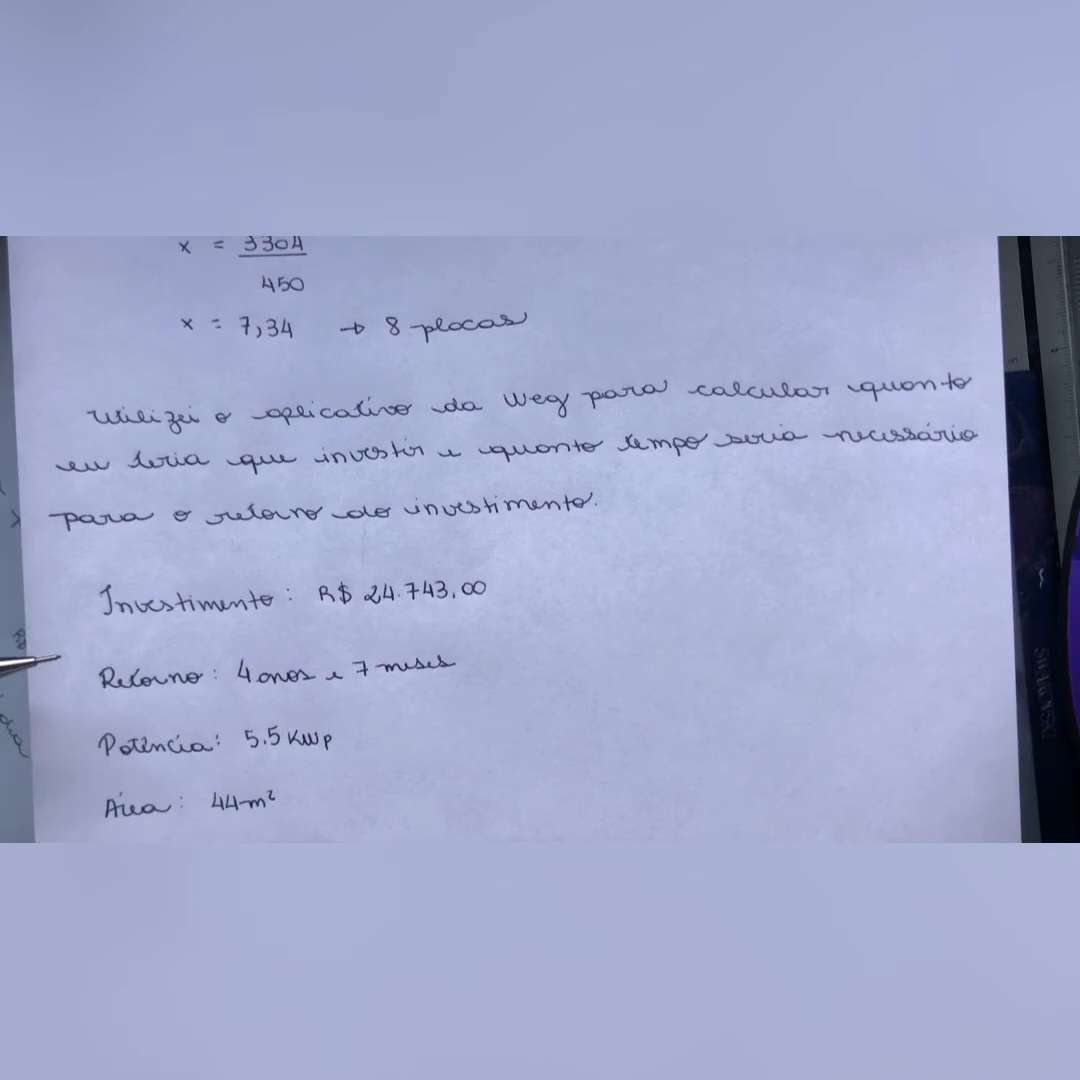 x = 3304
450
x = 7,34 → 8 placas
Utilizei o aplicativo da Weg para calcular quanto
eu teria que investir e quanto tempo seria necessário
para o retorno do investimento.
Investimento: R$ 24.743,00
Retorno: 4 anos e 7 meses
Potência: 5.5 KWp
Área: 44 m²